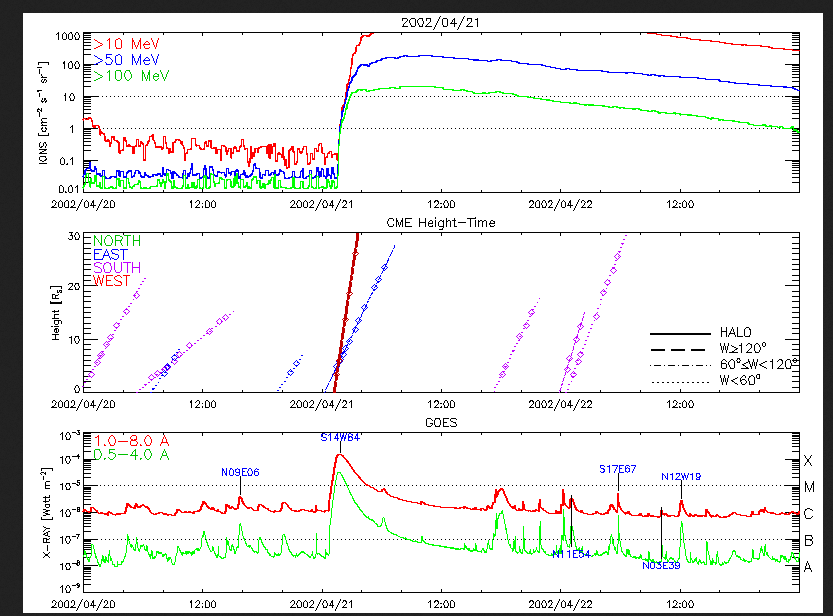 2002/04/21
1000
100
10
1
0.1
0.01
IONS [cm⁻² s⁻¹ sr⁻¹]
>10 MeV
>50 MeV
>100 MeV
2002/04/20 12:00 2002/04/21 12:00 2002/04/22 12:00
CME Height-Time
30
20
10
0
Height [Rs]
NORTH
EAST
SOUTH
WEST
HALO
W≥120°
60°≤W<120°
W<60°
2002/04/20 12:00 2002/04/21 12:00 2002/04/22 12:00
GOES
10⁻³
10⁻⁴
10⁻⁵
10⁻⁶
10⁻⁷
10⁻⁸
10⁻⁹
X-RAY [Watt m⁻²]
1.0-8.0 Å
0.5-4.0 Å
S14W84
N09E06
S17E67
N12W19
N11E54
N03E39
X
M
C
B
A
2002/04/20 12:00 2002/04/21 12:00 2002/04/22 12:00